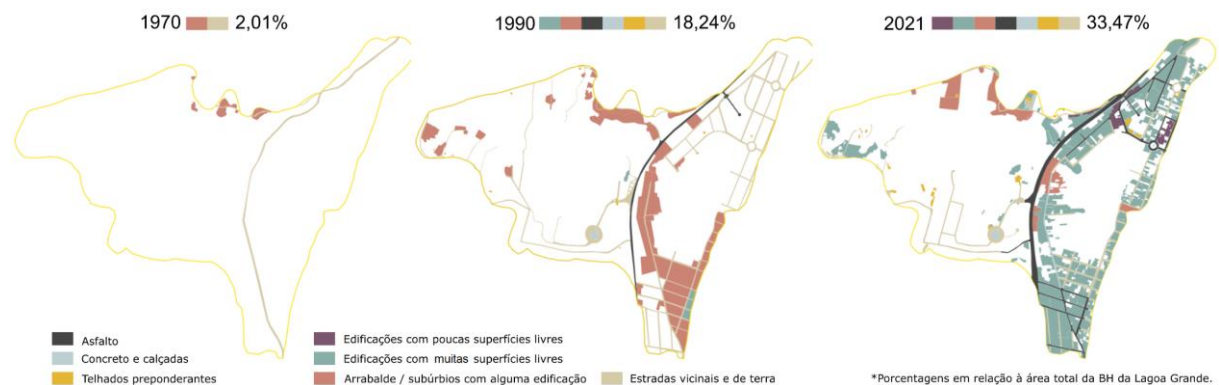 1970 2,01%
1990 18,24%
2021 33,47%
Asfalto
Concreto e calçadas
Telhados preponderantes
Edificações com poucas superfícies livres
Edificações com muitas superfícies livres
Arrabalde / subúrbios com alguma edificação
Estradas vicinais e de terra
*Porcentagens em relação à área total da BH da Lagoa Grande.